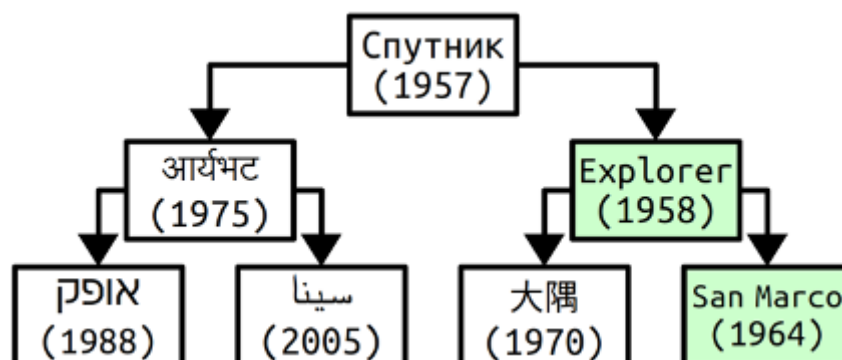 Спутник
(1957)
आर्यभट
(1975)
Explorer
(1958)
אופק
(1988)
سينا
(2005)
大隅
(1970)
San Marco
(1964)